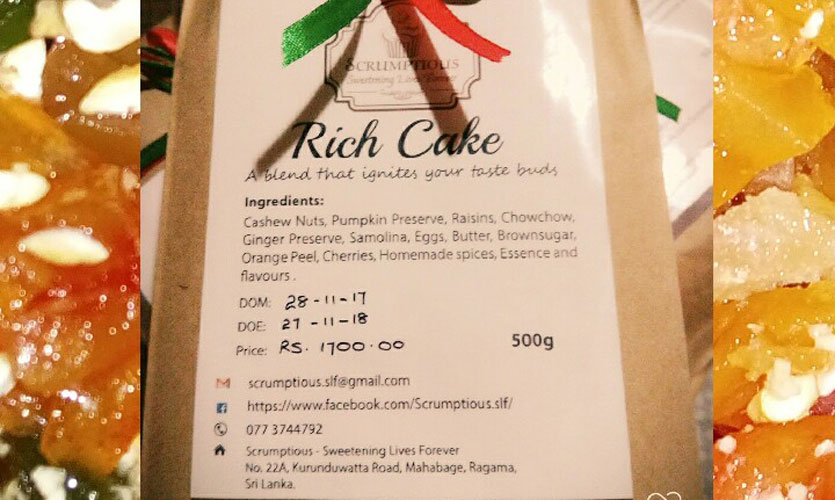 SCRUMPTIOUS
Sweetening Lives Forever
Rich Cake
A blend that ignites your taste buds
Ingredients:
Cashew Nuts, Pumpkin Preserve, Raisins, Chowchow,
Ginger Preserve, Samolina, Eggs, Butter, Brownsugar,
Orange Peel, Cherries, Homemade spices, Essence and
flavours .
DOM: 28-11-17
DOE: 27-11-18
Price: RS. 1700.00 500g
scrumptious.slf@gmail.com
https://www.facebook.com/Scrumptious.slf/
077 3744792
Scrumptious - Sweetening Lives Forever
No. 22A, Kurunduwatta Road, Mahabage, Ragama,
Sri Lanka.